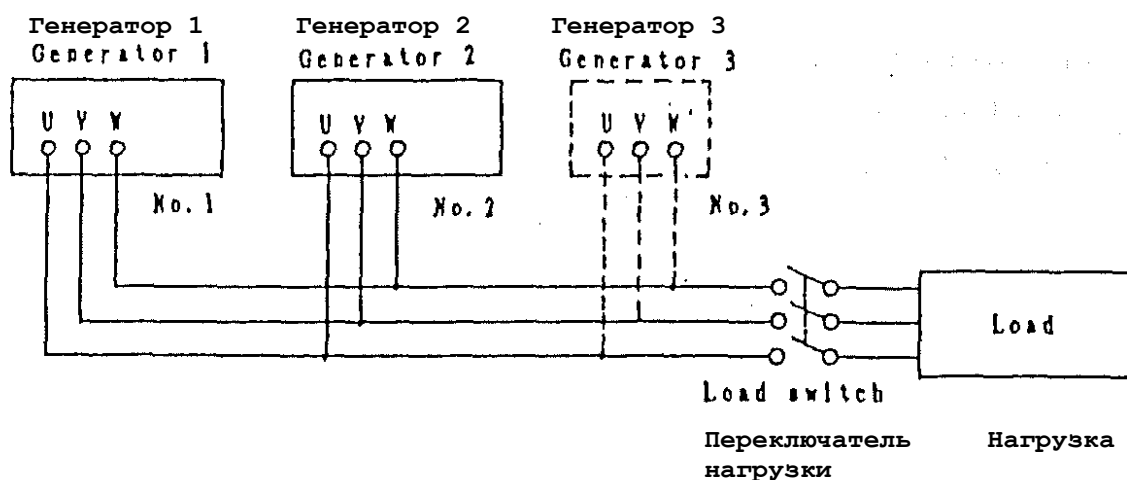 Генератор 1 Генератор 2 Генератор 3
Generator 1 Generator 2 Generator 3
U V W U V W U V W
No. 1 No. 2 No. 3
Load
Load switch
Переключатель Нагрузка
нагрузки